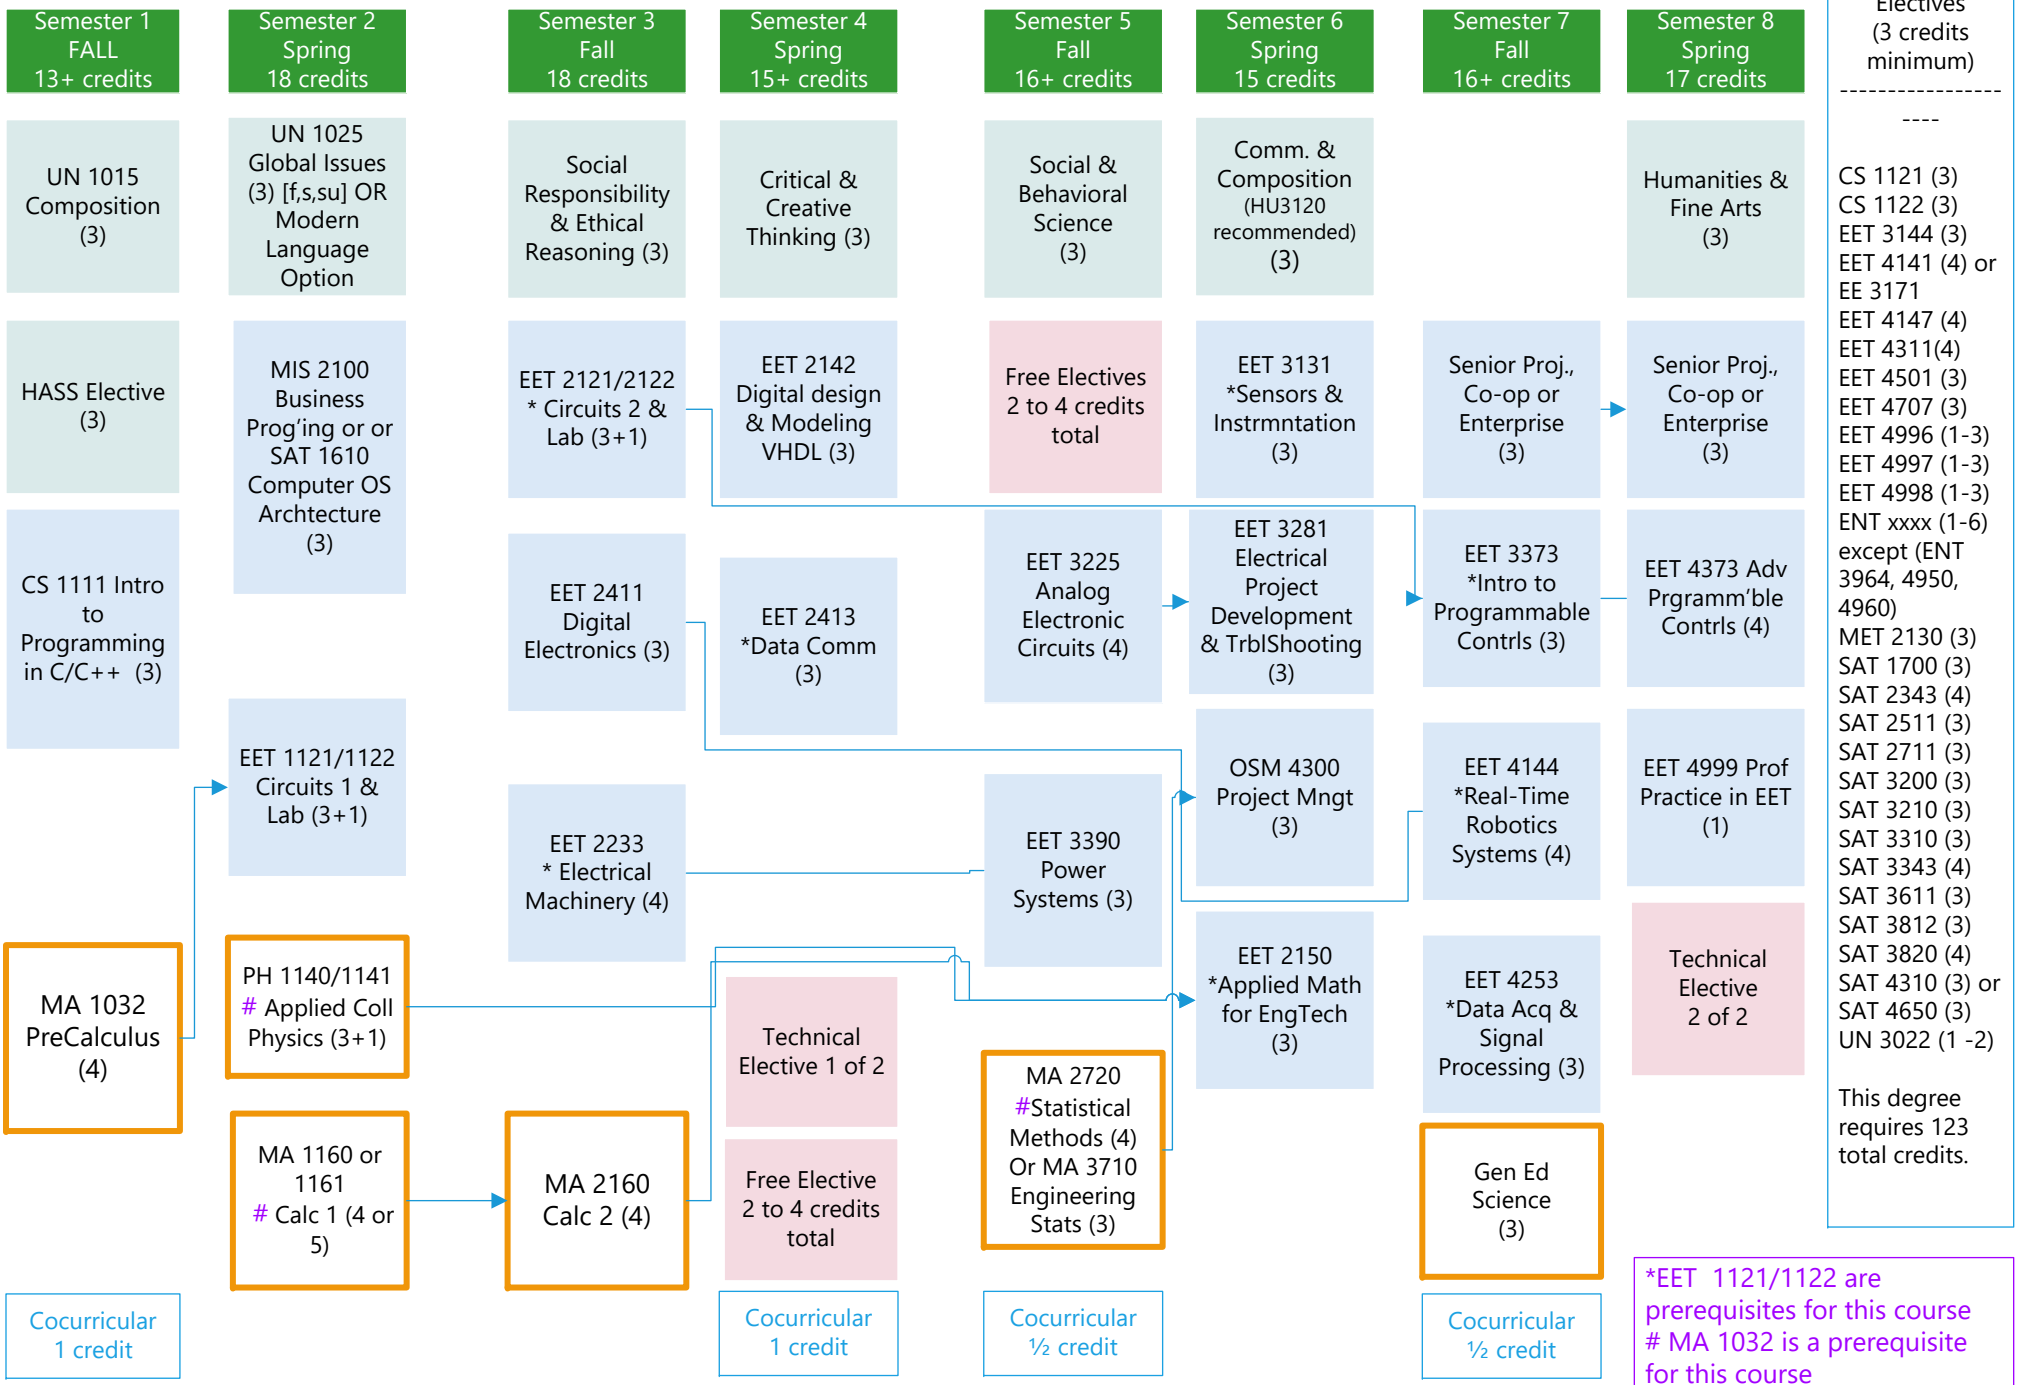 Semester 1
FALL
13+ credits
Semester 2
Spring
18 credits
Semester 3
Fall
18 credits
Semester 4
Spring
15+ credits
Semester 5
Fall
16+ credits
Semester 6
Spring
15 credits
Semester 7
Fall
16+ credits
Semester 8
Spring
17 credits
UN 1015
Composition
(3)
UN 1025
Global Issues
(3) [f,s,su] OR
Modern
Language
Option
Social
Responsibility
& Ethical
Reasoning (3)
Critical &
Creative
Thinking (3)
Social &
Behavioral
Science
(3)
Comm. &
Composition
(HU3120
recommended)
(3)
Humanities &
Fine Arts
(3)
HASS Elective
(3)
MIS 2100
Business
Prog'ing or or
SAT 1610
Computer OS
Archtecture
(3)
EET 2121/2122
* Circuits 2 &
Lab (3+1)
EET 2142
Digital design
& Modeling
VHDL (3)
Free Electives
2 to 4 credits
total
EET 3131
*Sensors &
Instrmntation
(3)
Senior Proj.,
Co-op or
Enterprise
(3)
Senior Proj.,
Co-op or
Enterprise
(3)
CS 1111 Intro
to
Programming
in C/C++ (3)
EET 2411
Digital
Electronics (3)
EET 2413
*Data Comm
(3)
EET 3225
Analog
Electronic
Circuits (4)
EET 3281
Electrical
Project
Development
& TrblShooting
(3)
EET 3373
*Intro to
Programmable
Contrls (3)
EET 4373 Adv
Prgramm'ble
Contrls (4)
EET 1121/1122
Circuits 1 &
Lab (3+1)
EET 2233
* Electrical
Machinery (4)
EET 3390
Power
Systems (3)
OSM 4300
Project Mngt
(3)
EET 4144
*Real-Time
Robotics
Systems (4)
EET 4999 Prof
Practice in EET
(1)
MA 1032
PreCalculus
(4)
PH 1140/1141
# Applied Coll
Physics (3+1)
Technical
Elective 1 of 2
EET 2150
*Applied Math
for EngTech
(3)
EET 4253
*Data Acq &
Signal
Processing (3)
Technical
Elective
2 of 2
MA 1160 or
1161
# Calc 1 (4 or
5)
MA 2160
Calc 2 (4)
Free Elective
2 to 4 credits
total
MA 2720
#Statistical
Methods (4)
Or MA 3710
Engineering
Stats (3)
Gen Ed
Science
(3)
Cocurricular
1 credit
Cocurricular
1 credit
Cocurricular
½ credit
Cocurricular
½ credit
Electives
(3 credits
minimum)
-----------------
----
CS 1121 (3)
CS 1122 (3)
EET 3144 (3)
EET 4141 (4) or
EE 3171
EET 4147 (4)
EET 4311(4)
EET 4501 (3)
EET 4707 (3)
EET 4996 (1-3)
EET 4997 (1-3)
EET 4998 (1-3)
ENT xxxx (1-6)
except (ENT
3964, 4950,
4960)
MET 2130 (3)
SAT 1700 (3)
SAT 2343 (4)
SAT 2511 (3)
SAT 2711 (3)
SAT 3200 (3)
SAT 3210 (3)
SAT 3310 (3)
SAT 3343 (4)
SAT 3611 (3)
SAT 3812 (3)
SAT 3820 (4)
SAT 4310 (3) or
SAT 4650 (3)
UN 3022 (1 -2)
This degree
requires 123
total credits.
*EET 1121/1122 are
prerequisites for this course
# MA 1032 is a prerequisite
for this course